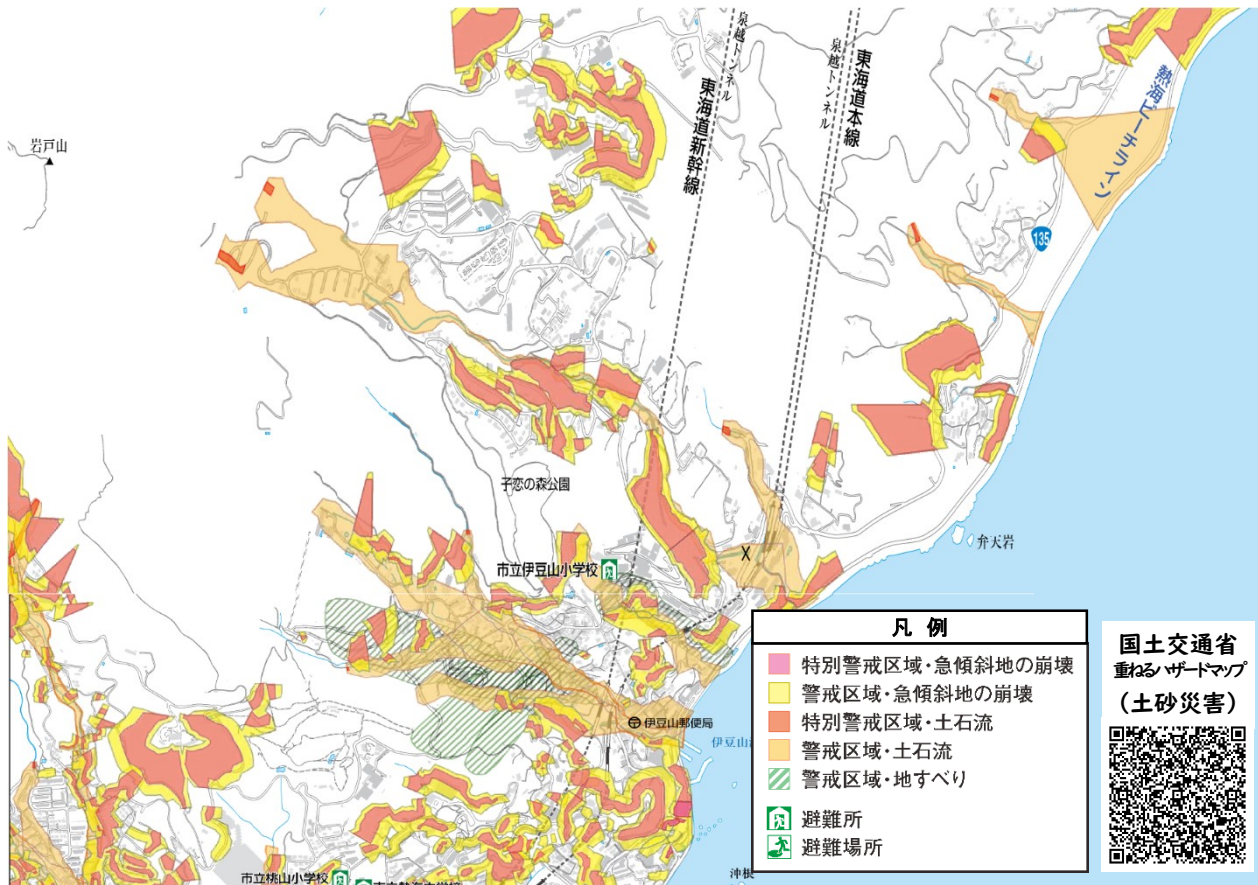 岩戸山
泉越トンネル
東海道新幹線
泉越トンネル
東海道本線
熱海ビーチライン
135
子恋の森公園
弁天岩
X
市立伊豆山小学校
伊豆山郵便局
伊豆山
市立桃山小学校
沖根
凡 例
特別警戒区域・急傾斜地の崩壊
警戒区域・急傾斜地の崩壊
特別警戒区域・土石流
警戒区域・土石流
警戒区域・地すべり
避難所
避難場所
国土交通省
重ねるハザードマップ
(土砂災害)